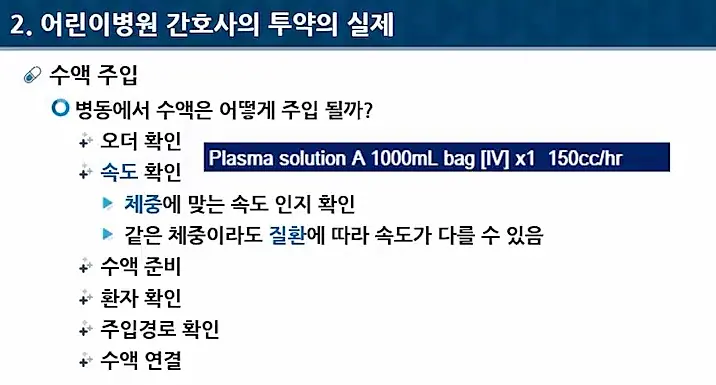 2. 어린이병원 간호사의 투약의 실제
수액 주입
병동에서 수액은 어떻게 주입 될까?
오더 확인
Plasma solution A 1000mL bag [IV] x1 150cc/hr
속도 확인
체중에 맞는 속도 인지 확인
같은 체중이라도 질환에 따라 속도가 다를 수 있음
수액 준비
환자 확인
주입경로 확인
수액 연결